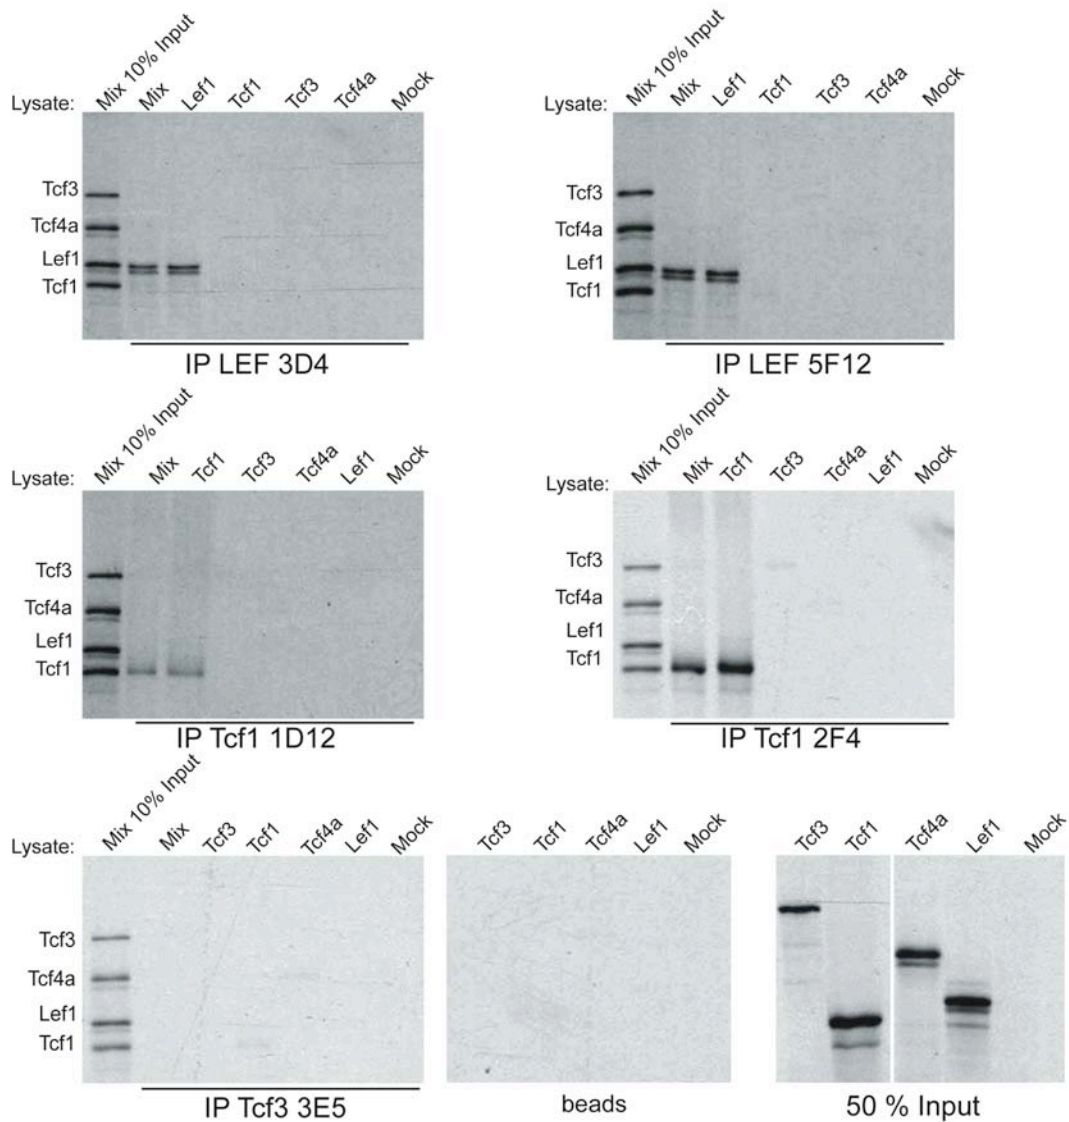 Lysate: Mix 10% Input Mix Lef1 Tcf1 Tcf3 Tcf4a Mock
Tcf3
Tcf4a
Lef1
Tcf1
IP LEF 3D4
Lysate: Mix 10% Input Mix Lef1 Tcf1 Tcf3 Tcf4a Mock
Tcf3
Tcf4a
Lef1
Tcf1
IP LEF 5F12
Lysate: Mix 10% Input Mix Tcf1 Tcf3 Tcf4a Lef1 Mock
Tcf3
Tcf4a
Lef1
Tcf1
IP Tcf1 1D12
Lysate: Mix 10% Input Mix Tcf1 Tcf3 Tcf4a Lef1 Mock
Tcf3
Tcf4a
Lef1
Tcf1
IP Tcf1 2F4
Lysate: Mix 10% Input Mix Tcf3 Tcf1 Tcf4a Lef1 Mock
Tcf3
Tcf4a
Lef1
Tcf1
IP Tcf3 3E5
Tcf3 Tcf1 Tcf4a Lef1 Mock
beads
Tcf3 Tcf1 Tcf4a Lef1 Mock
50 % Input